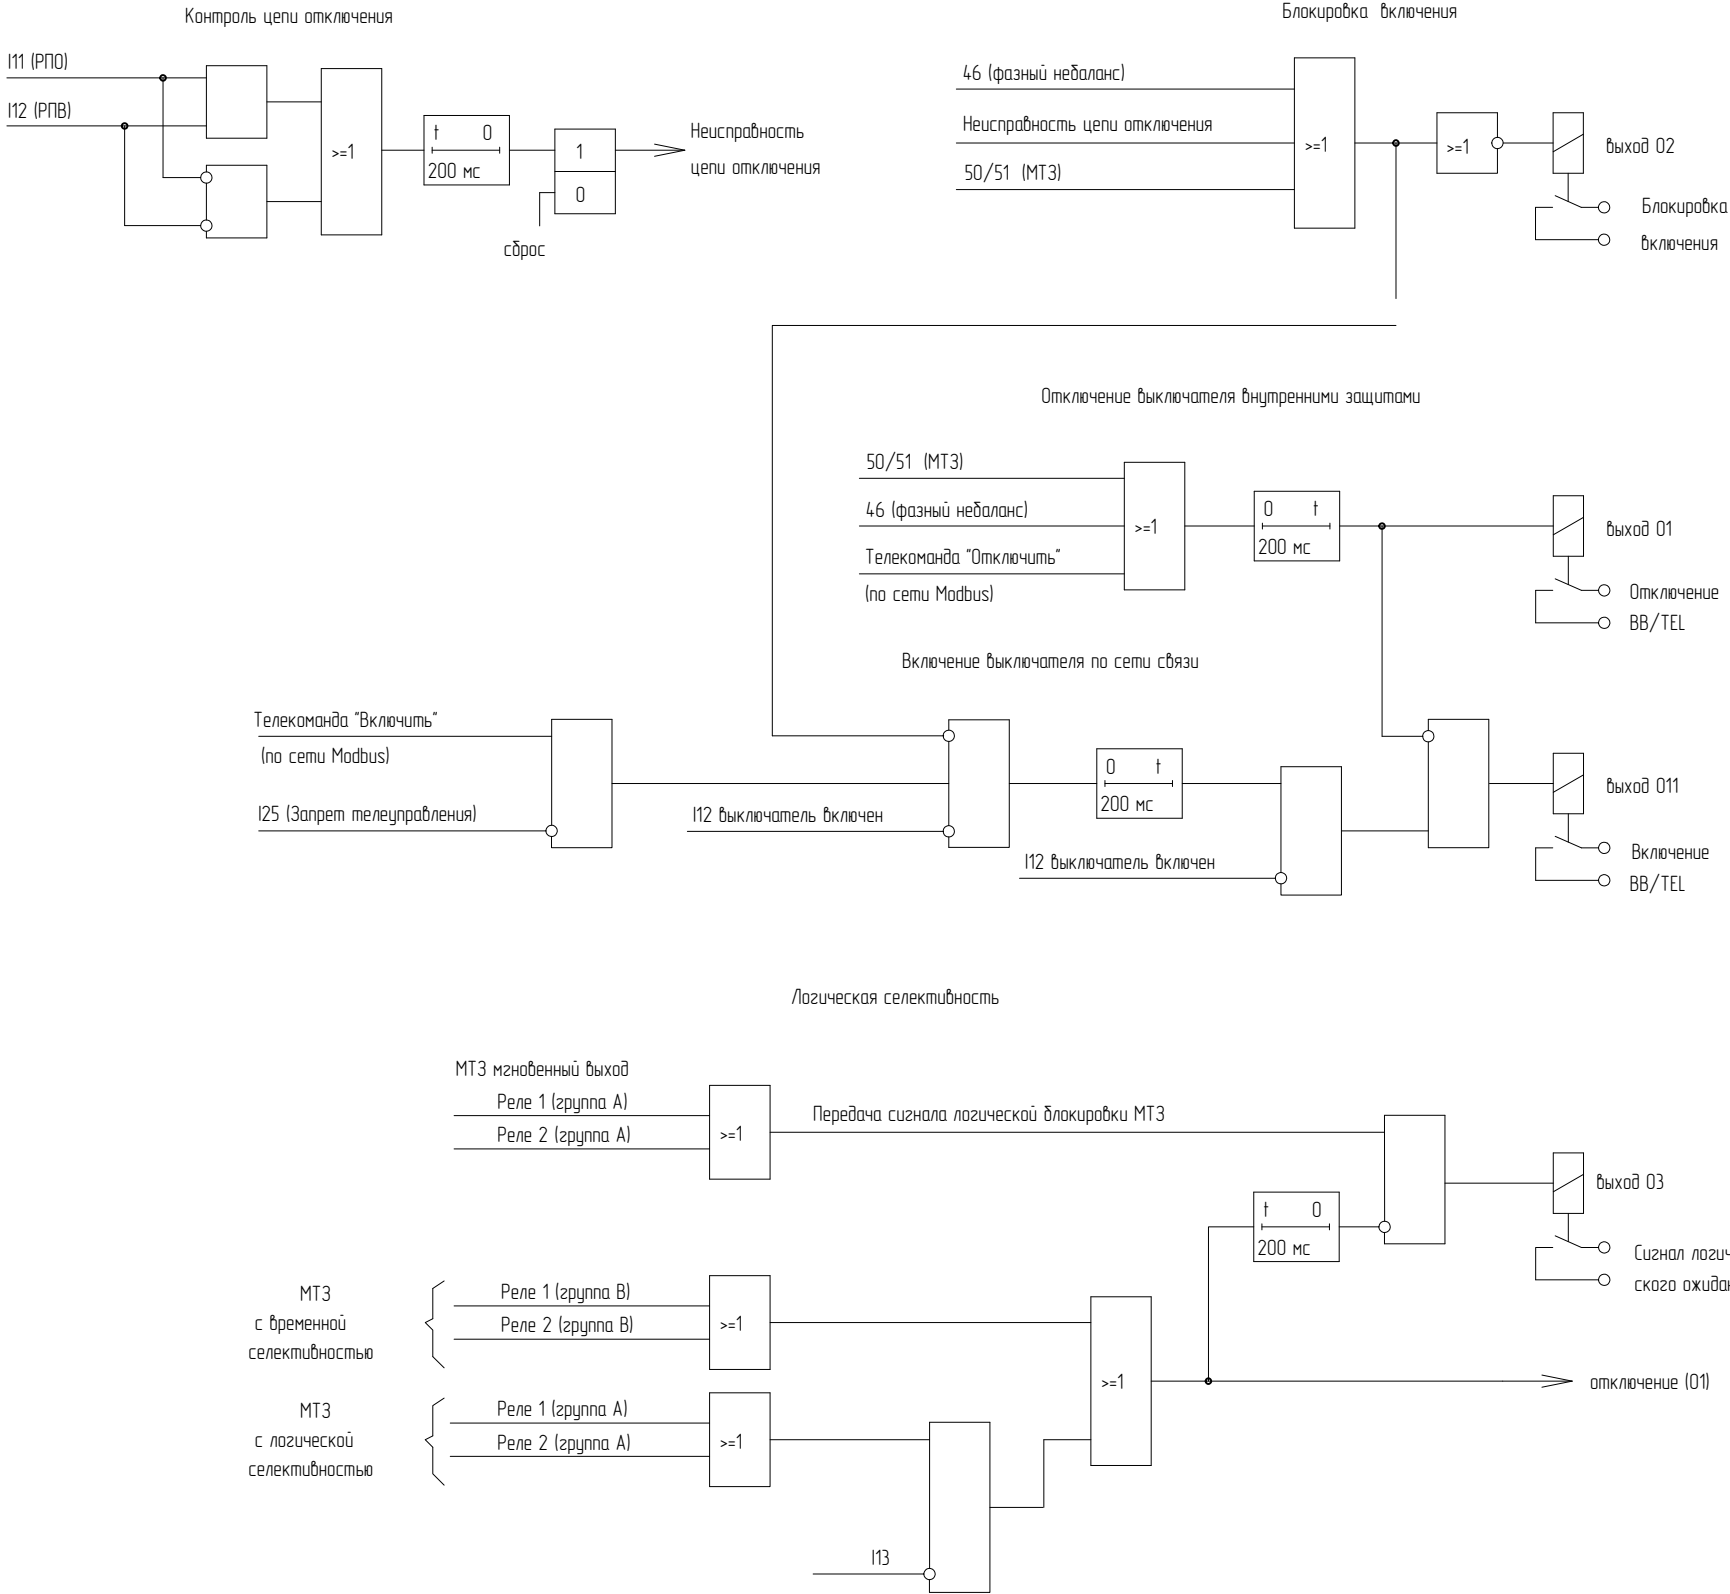 Контроль цепи отключения
I11 (РПО)
I12 (РПВ)
>=1
t 0
200 мс
1
0
сброс
Неисправность
цепи отключения
Блокировка включения
46 (фазный небаланс)
Неисправность цепи отключения
50/51 (МТЗ)
>=1
>=1
выход O2
Блокировка
включения
Отключение выключателя внутренними защитами
50/51 (МТЗ)
46 (фазный небаланс)
Телекоманда "Отключить"
(по сети Modbus)
>=1
0 t
200 мс
выход O1
Отключение
BB/TEL
Включение выключателя по сети связи
Телекоманда "Включить"
(по сети Modbus)
I25 (Запрет телеуправления)
I12 выключатель включен
0 t
200 мс
I12 выключатель включен
выход O11
Включение
BB/TEL
Логическая селективность
МТЗ мгновенный выход
Реле 1 (группа А)
Реле 2 (группа А)
>=1
Передача сигнала логической блокировки МТЗ
t 0
200 мс
выход O3
Сигнал логич
ского ожидан
МТЗ
с временной
селективностью
Реле 1 (группа В)
Реле 2 (группа В)
>=1
>=1
отключение (O1)
МТЗ
с логической
селективностью
Реле 1 (группа А)
Реле 2 (группа А)
>=1
I13